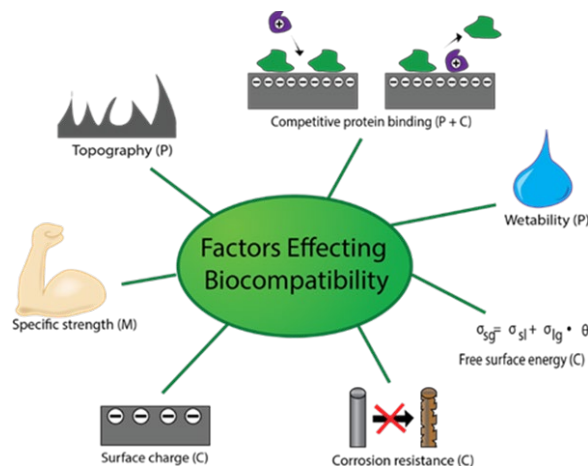 Competitive protein binding (P + C)
Topography (P)
Wetability (P)
Factors Effecting
Biocompatibility
Specific strength (M)
σsg= σsl + σlg • θ
Free surface energy (C)
Surface charge (C)
Corrosion resistance (C)